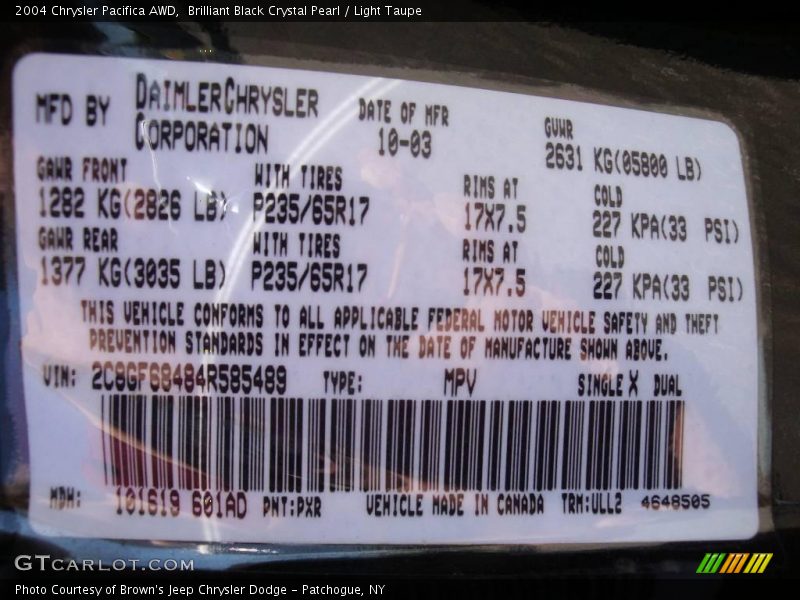 2004 Chrysler Pacifica AWD, Brilliant Black Crystal Pearl / Light Taupe
MFD BY DAIMLERCHRYSLER CORPORATION DATE OF MFR 10-03 GVWR 2631 KG(05800 LB)
GAWR FRONT WITH TIRES RIMS AT COLD
1282 KG(2826 LB) P235/65R17 17X7.5 227 KPA(33 PSI)
GAWR REAR WITH TIRES RIMS AT COLD
1377 KG(3035 LB) P235/65R17 17X7.5 227 KPA(33 PSI)
THIS VEHICLE CONFORMS TO ALL APPLICABLE FEDERAL MOTOR VEHICLE SAFETY AND THEFT
PREVENTION STANDARDS IN EFFECT ON THE DATE OF MANUFACTURE SHOWN ABOVE.
VIN: 2C8GF68484R585489 TYPE: MPV SINGLE X DUAL
MDH: 101619 601AD PNT:PXR VEHICLE MADE IN CANADA TRM:ULL2 4648505
GTCARLOT.COM
Photo Courtesy of Brown's Jeep Chrysler Dodge - Patchogue, NY